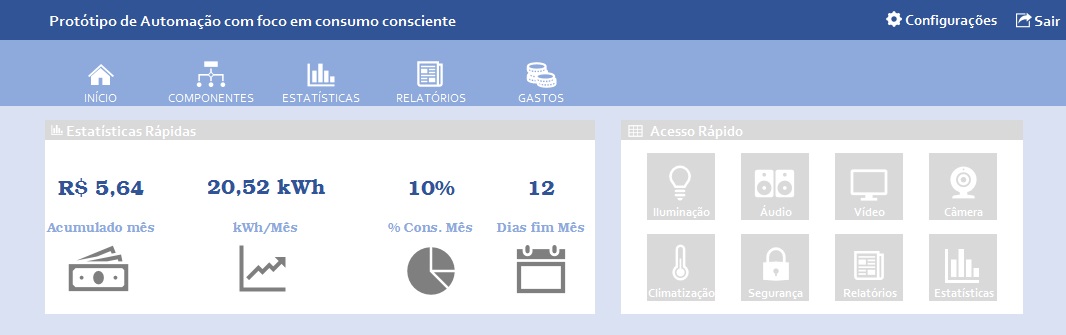 Protótipo de Automação com foco em consumo consciente
Configurações
Sair
INÍCIO
COMPONENTES
ESTATÍSTICAS
RELATÓRIOS
GASTOS
Estatísticas Rápidas
R$ 5,64
20,52 kWh
10%
12
Acumulado mês
kWh/Mês
% Cons. Mês
Dias fim Mês
Acesso Rápido
Iluminação
Áudio
Vídeo
Câmera
Climatização
Segurança
Relatórios
Estatísticas